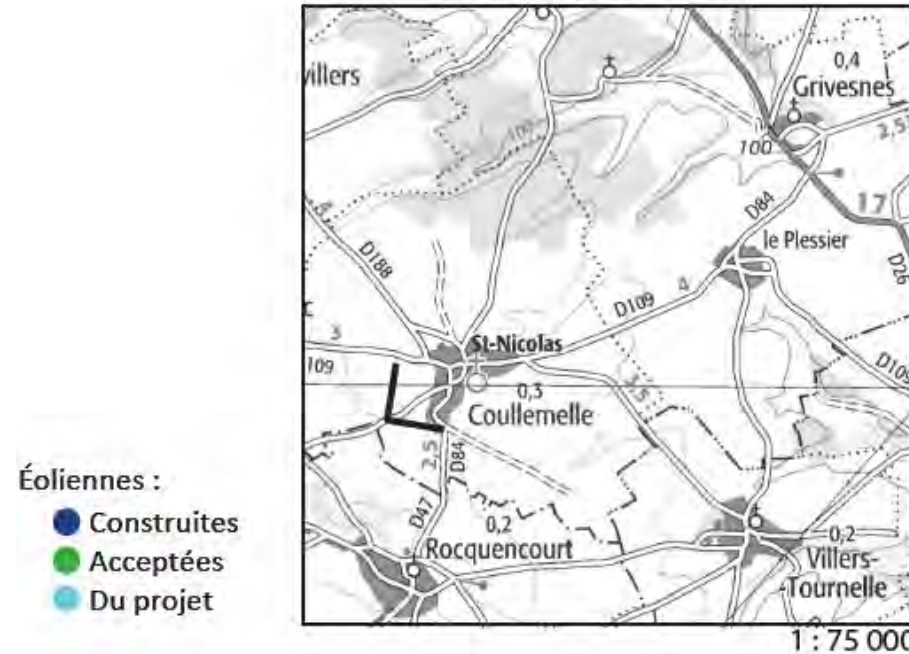 villers
0,4
Grivesnes
100
100
2,5
D84
17
le Plessier
D26
D188
4
D109
3
St-Nicolas
109
D109
0,3
3,5
Coullemelle
2,5
D84
Éoliennes :
D47
Construites
0,2
0,2
Acceptées
Rocquencourt
Villers-
-Tournelle
Du projet
1 : 75 000